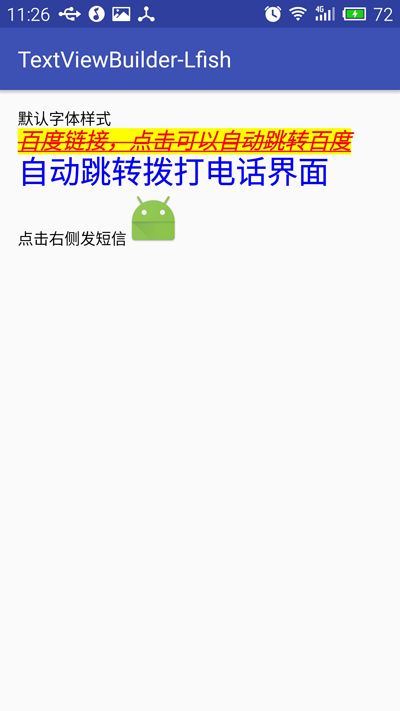 11:26 4G 72
TextViewBuilder-Lfish
默认字体样式
百度链接，点击可以自动跳转百度
自动跳转拨打电话界面
点击右侧发短信